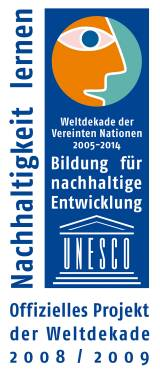 Nachhaltigkeit lernen
Weltdekade der
Vereinten Nationen
2005-2014
Bildung für
nachhaltige
Entwicklung
UNESCO
Offizielles Projekt
der Weltdekade
2008 / 2009